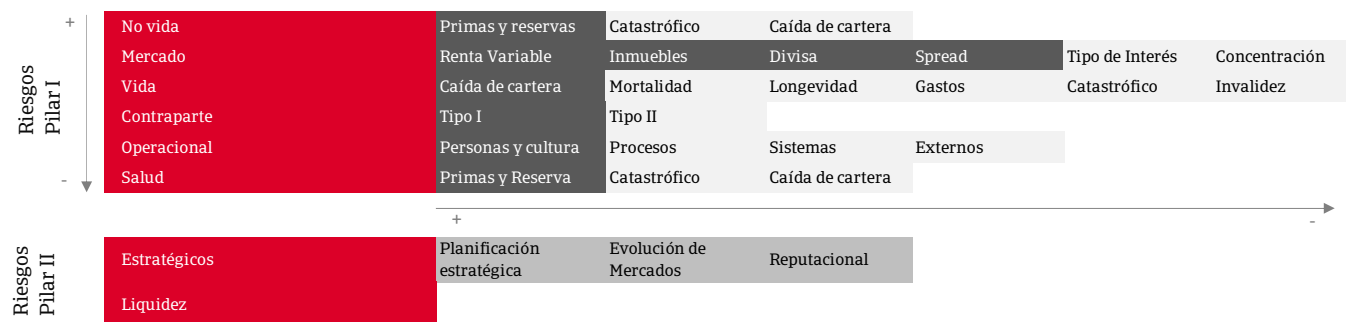 Riesgos
Pilar I
+
-
No vida Primas y reservas Catastrófico Caída de cartera
Mercado Renta Variable Inmuebles Divisa Spread Tipo de Interés Concentración
Vida Caída de cartera Mortalidad Longevidad Gastos Catastrófico Invalidez
Contraparte Tipo I Tipo II
Operacional Personas y cultura Procesos Sistemas Externos
Salud Primas y Reserva Catastrófico Caída de cartera
+ -
Riesgos
Pilar II
Estratégicos
Planificación
estratégica
Evolución de
Mercados
Reputacional
Liquidez